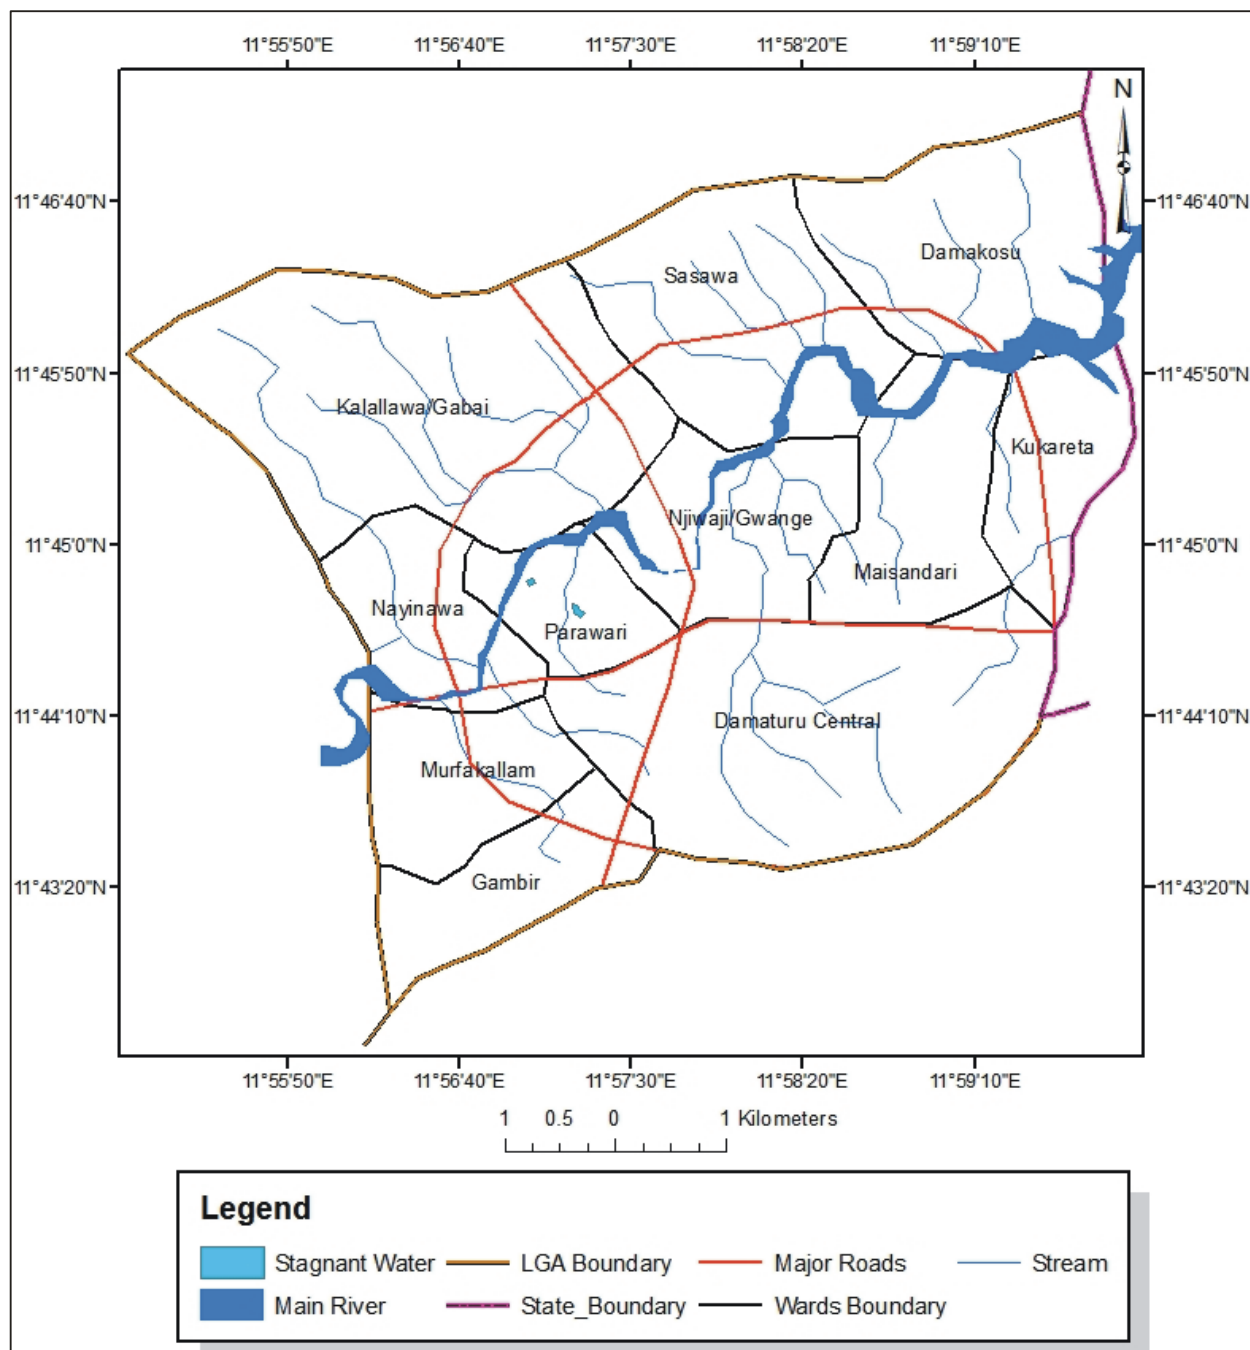 11°55'50"E 11°56'40"E 11°57'30"E 11°58'20"E 11°59'10"E
N
11°46'40"N 11°46'40"N
Damakosu
Sasawa
11°45'50"N 11°45'50"N
Kalallawa/Gabai
Kukareta
Njiwaji/Gwange
11°45'0"N 11°45'0"N
Maisandari
Nayinawa
Parawari
11°44'10"N 11°44'10"N
Damaturu Central
Murfakallam
Gambir
11°43'20"N 11°43'20"N
11°55'50"E 11°56'40"E 11°57'30"E 11°58'20"E 11°59'10"E
1 0.5 0 1 Kilometers
Legend
Stagnant Water LGA Boundary Major Roads Stream
Main River State_Boundary Wards Boundary